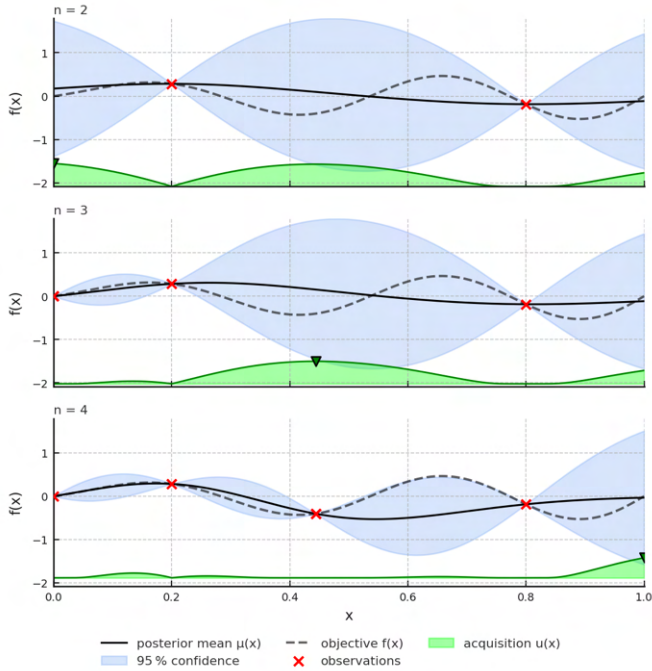 n = 2
1
0
−1
−2
f(x)
n = 3
1
0
−1
−2
f(x)
n = 4
1
0
−1
−2
f(x)
0.0 0.2 0.4 0.6 0.8 1.0
x
posterior mean μ(x) objective f(x) acquisition u(x)
95 % confidence observations